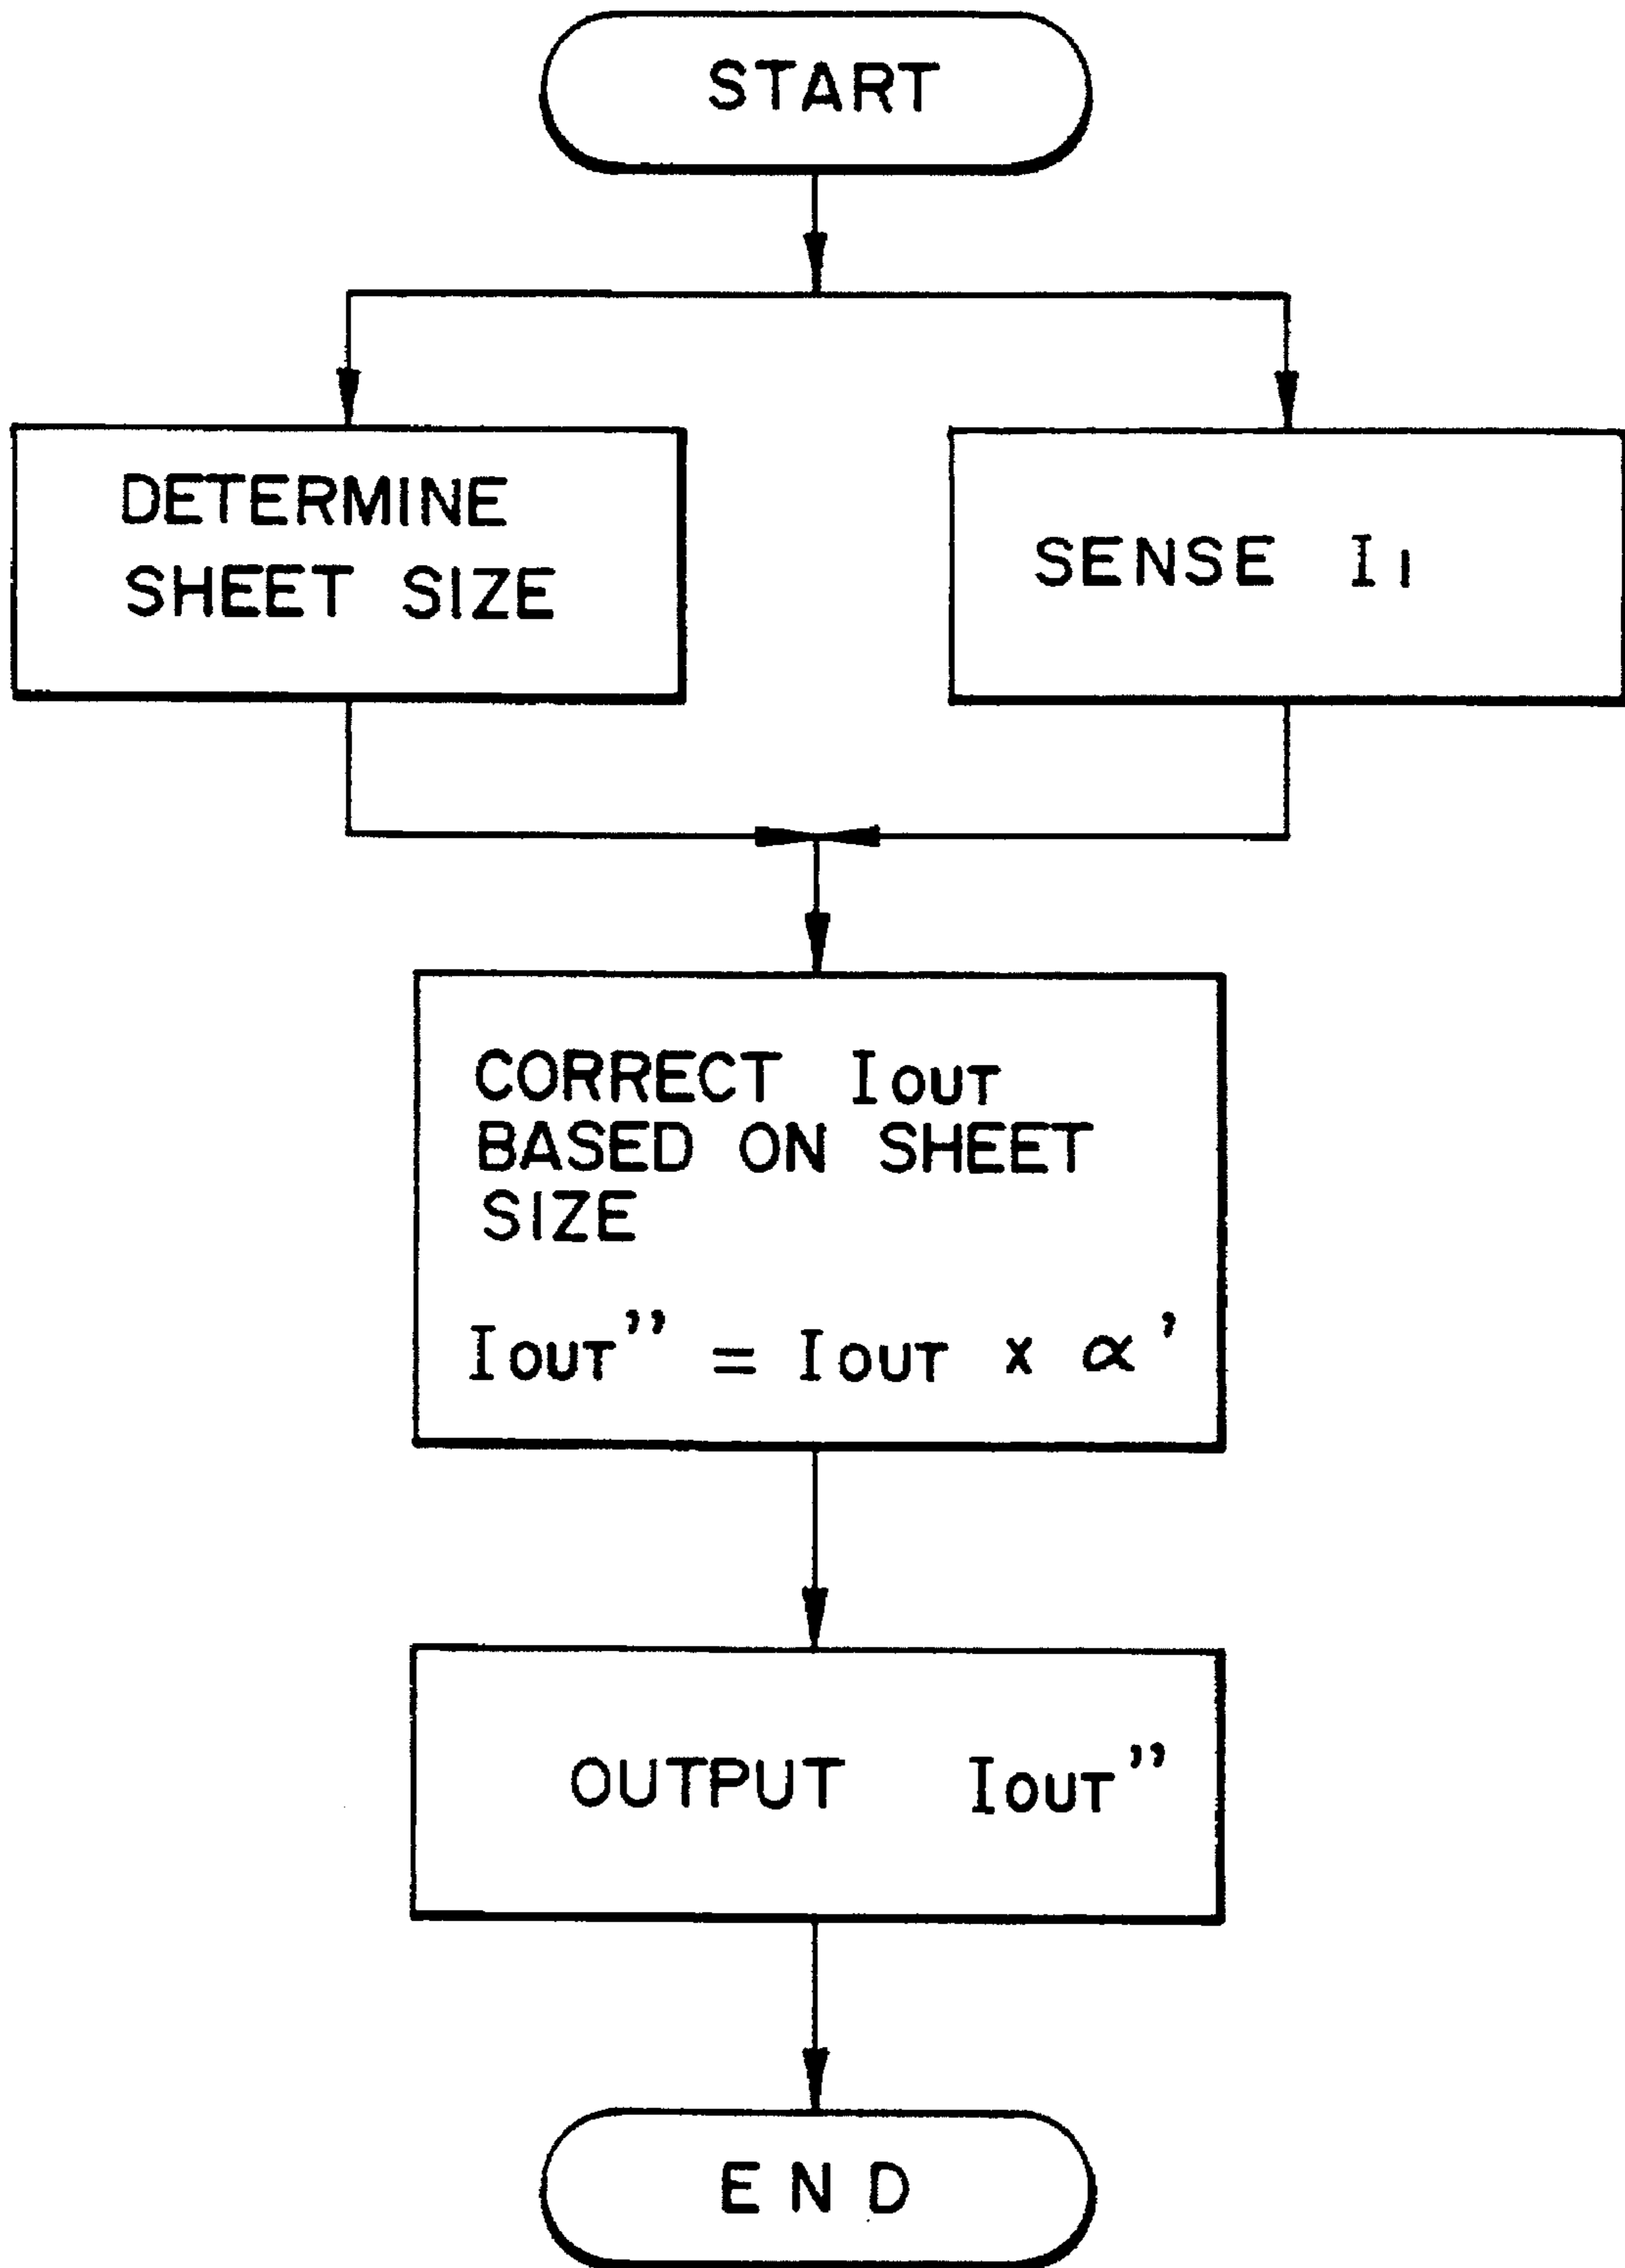 START
DETERMINE
SHEET SIZE
SENSE I1
CORRECT IOUT
BASED ON SHEET
SIZE
IOUT" = IOUT x α'
OUTPUT IOUT"
END